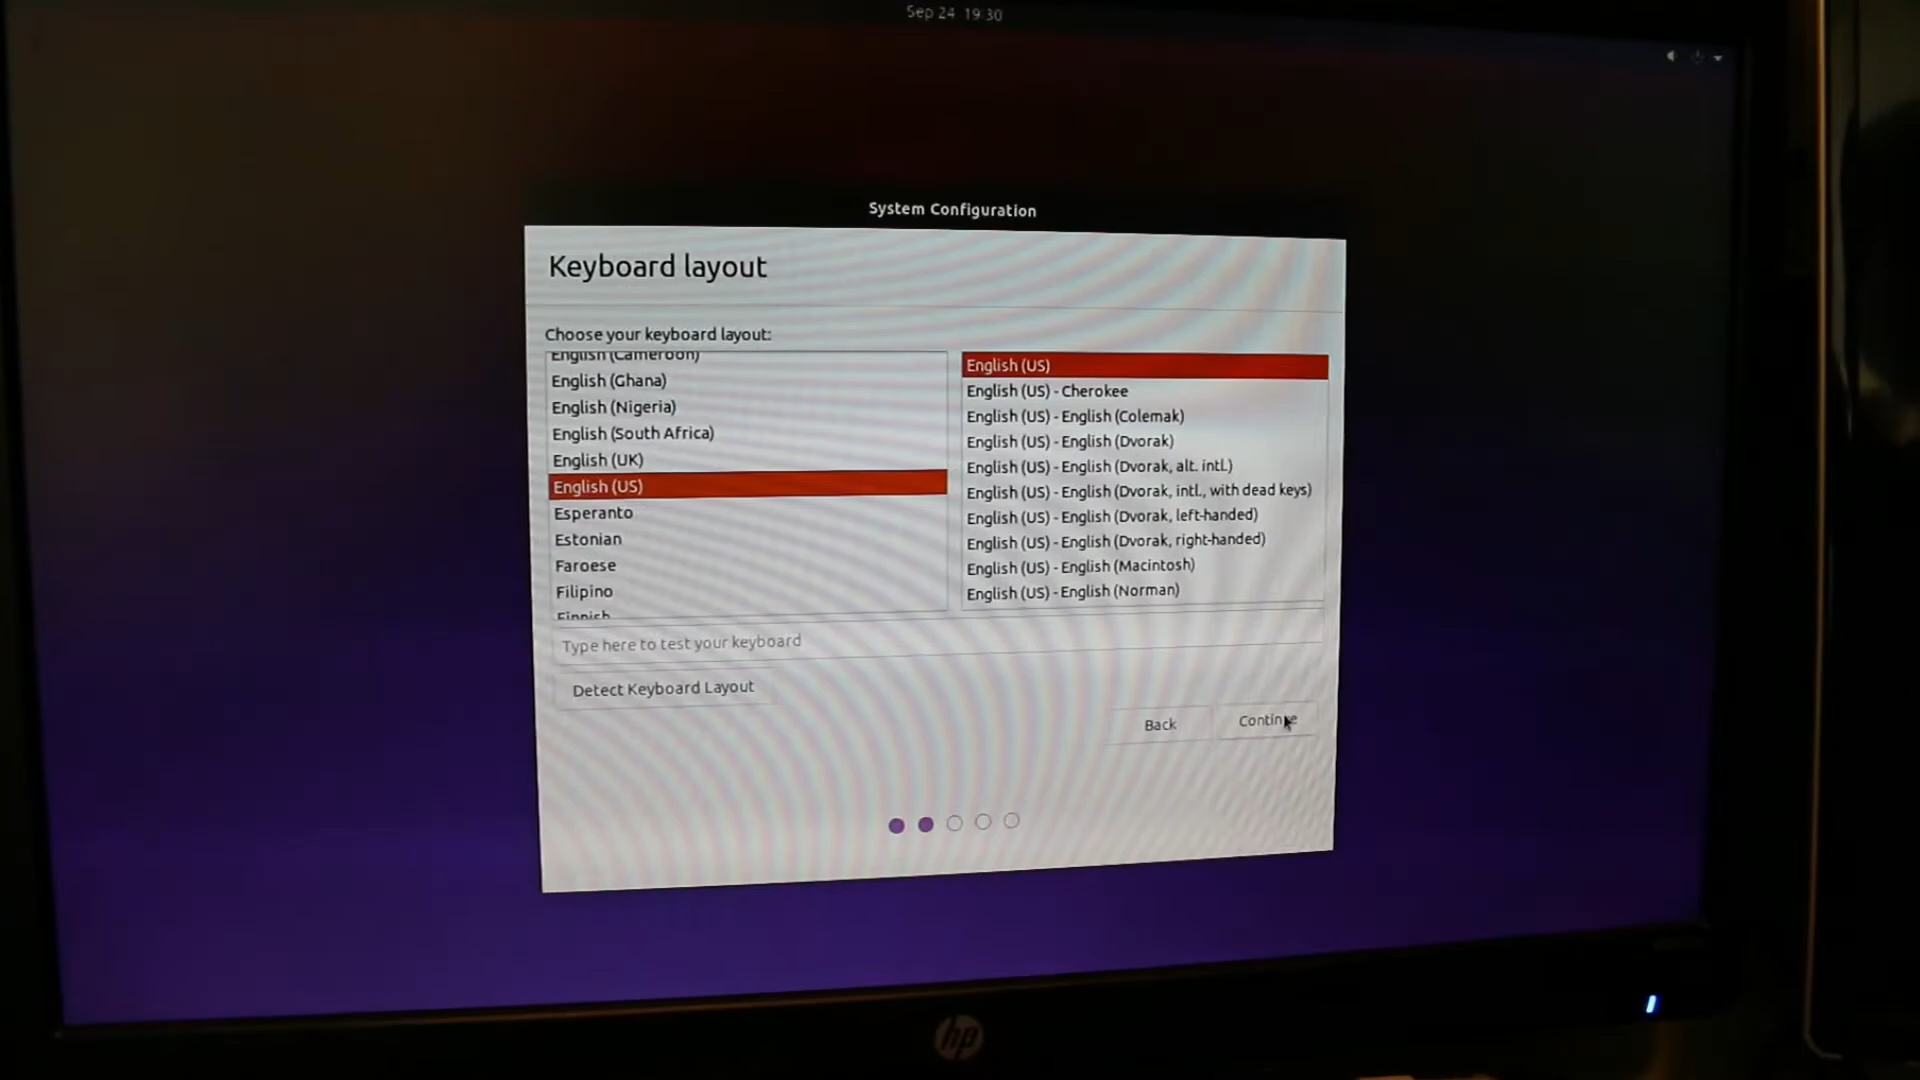 Sep 24 19:30
System Configuration
Keyboard layout
Choose your keyboard layout:
English (Cameroon)
English (Ghana)
English (Nigeria)
English (South Africa)
English (UK)
English (US)
Esperanto
Estonian
Faroese
Filipino
Finnish
English (US)
English (US) - Cherokee
English (US) - English (Colemak)
English (US) - English (Dvorak)
English (US) - English (Dvorak, alt. intl.)
English (US) - English (Dvorak, intl., with dead keys)
English (US) - English (Dvorak, left-handed)
English (US) - English (Dvorak, right-handed)
English (US) - English (Macintosh)
English (US) - English (Norman)
Type here to test your keyboard
Detect Keyboard Layout
Back
Continue
hp